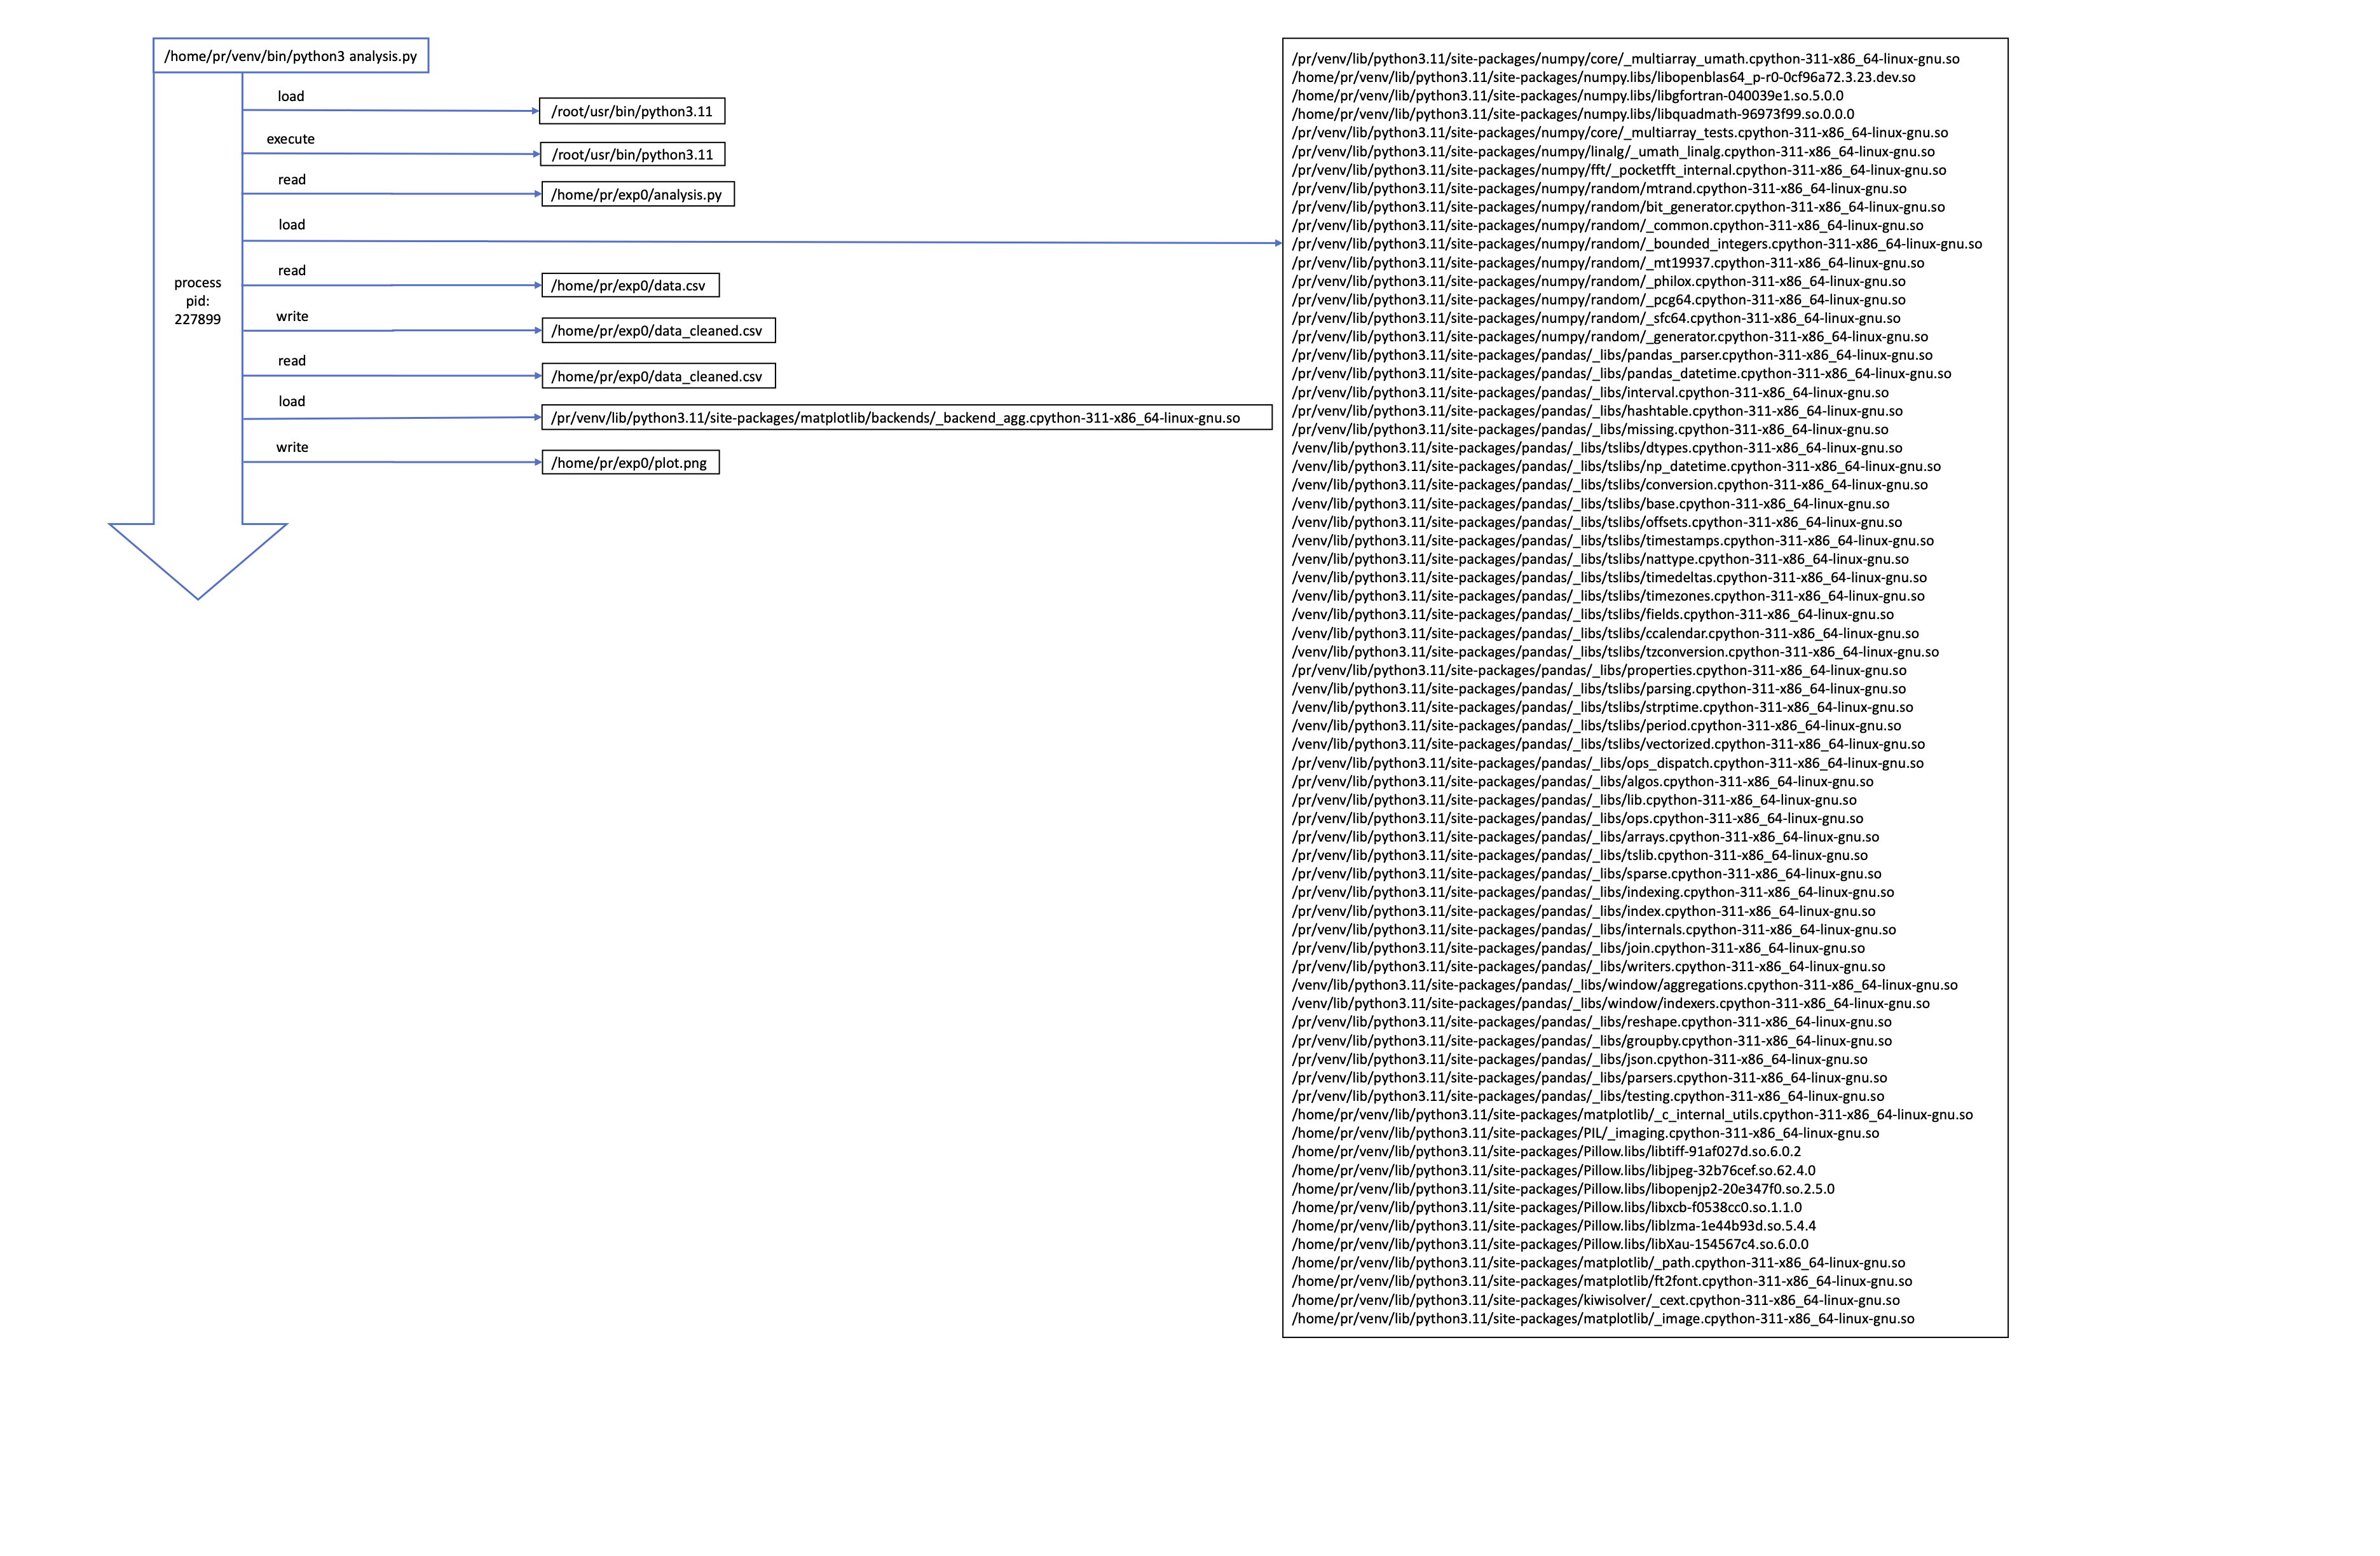 /home/pr/venv/bin/python3 analysis.py
load
/root/usr/bin/python3.11
execute
/root/usr/bin/python3.11
read
/home/pr/exp0/analysis.py
load
read
/home/pr/exp0/data.csv
process
pid:
227899
write
/home/pr/exp0/data_cleaned.csv
read
/home/pr/exp0/data_cleaned.csv
load
/pr/venv/lib/python3.11/site-packages/matplotlib/backends/_backend_agg.cpython-311-x86_64-linux-gnu.so
write
/home/pr/exp0/plot.png
/pr/venv/lib/python3.11/site-packages/numpy/core/_multiarray_umath.cpython-311-x86_64-linux-gnu.so
/home/pr/venv/lib/python3.11/site-packages/numpy.libs/libopenblas64_p-r0-0cf96a72.3.23.dev.so
/home/pr/venv/lib/python3.11/site-packages/numpy.libs/libgfortran-040039e1.so.5.0.0
/home/pr/venv/lib/python3.11/site-packages/numpy.libs/libquadmath-96973f99.so.0.0.0
/pr/venv/lib/python3.11/site-packages/numpy/core/_multiarray_tests.cpython-311-x86_64-linux-gnu.so
/pr/venv/lib/python3.11/site-packages/numpy/linalg/_umath_linalg.cpython-311-x86_64-linux-gnu.so
/pr/venv/lib/python3.11/site-packages/numpy/fft/_pocketfft_internal.cpython-311-x86_64-linux-gnu.so
/pr/venv/lib/python3.11/site-packages/numpy/random/mtrand.cpython-311-x86_64-linux-gnu.so
/pr/venv/lib/python3.11/site-packages/numpy/random/bit_generator.cpython-311-x86_64-linux-gnu.so
/pr/venv/lib/python3.11/site-packages/numpy/random/_common.cpython-311-x86_64-linux-gnu.so
/pr/venv/lib/python3.11/site-packages/numpy/random/_bounded_integers.cpython-311-x86_64-linux-gnu.so
/pr/venv/lib/python3.11/site-packages/numpy/random/_mt19937.cpython-311-x86_64-linux-gnu.so
/pr/venv/lib/python3.11/site-packages/numpy/random/_philox.cpython-311-x86_64-linux-gnu.so
/pr/venv/lib/python3.11/site-packages/numpy/random/_pcg64.cpython-311-x86_64-linux-gnu.so
/pr/venv/lib/python3.11/site-packages/numpy/random/_sfc64.cpython-311-x86_64-linux-gnu.so
/pr/venv/lib/python3.11/site-packages/numpy/random/_generator.cpython-311-x86_64-linux-gnu.so
/pr/venv/lib/python3.11/site-packages/pandas/_libs/pandas_parser.cpython-311-x86_64-linux-gnu.so
/pr/venv/lib/python3.11/site-packages/pandas/_libs/pandas_datetime.cpython-311-x86_64-linux-gnu.so
/pr/venv/lib/python3.11/site-packages/pandas/_libs/interval.cpython-311-x86_64-linux-gnu.so
/pr/venv/lib/python3.11/site-packages/pandas/_libs/hashtable.cpython-311-x86_64-linux-gnu.so
/pr/venv/lib/python3.11/site-packages/pandas/_libs/missing.cpython-311-x86_64-linux-gnu.so
/venv/lib/python3.11/site-packages/pandas/_libs/tslibs/dtypes.cpython-311-x86_64-linux-gnu.so
/venv/lib/python3.11/site-packages/pandas/_libs/tslibs/np_datetime.cpython-311-x86_64-linux-gnu.so
/venv/lib/python3.11/site-packages/pandas/_libs/tslibs/conversion.cpython-311-x86_64-linux-gnu.so
/venv/lib/python3.11/site-packages/pandas/_libs/tslibs/base.cpython-311-x86_64-linux-gnu.so
/venv/lib/python3.11/site-packages/pandas/_libs/tslibs/offsets.cpython-311-x86_64-linux-gnu.so
/venv/lib/python3.11/site-packages/pandas/_libs/tslibs/timestamps.cpython-311-x86_64-linux-gnu.so
/venv/lib/python3.11/site-packages/pandas/_libs/tslibs/nattype.cpython-311-x86_64-linux-gnu.so
/venv/lib/python3.11/site-packages/pandas/_libs/tslibs/timedeltas.cpython-311-x86_64-linux-gnu.so
/venv/lib/python3.11/site-packages/pandas/_libs/tslibs/timezones.cpython-311-x86_64-linux-gnu.so
/venv/lib/python3.11/site-packages/pandas/_libs/tslibs/fields.cpython-311-x86_64-linux-gnu.so
/venv/lib/python3.11/site-packages/pandas/_libs/tslibs/ccalendar.cpython-311-x86_64-linux-gnu.so
/venv/lib/python3.11/site-packages/pandas/_libs/tslibs/tzconversion.cpython-311-x86_64-linux-gnu.so
/pr/venv/lib/python3.11/site-packages/pandas/_libs/properties.cpython-311-x86_64-linux-gnu.so
/venv/lib/python3.11/site-packages/pandas/_libs/tslibs/parsing.cpython-311-x86_64-linux-gnu.so
/venv/lib/python3.11/site-packages/pandas/_libs/tslibs/strptime.cpython-311-x86_64-linux-gnu.so
/venv/lib/python3.11/site-packages/pandas/_libs/tslibs/period.cpython-311-x86_64-linux-gnu.so
/venv/lib/python3.11/site-packages/pandas/_libs/tslibs/vectorized.cpython-311-x86_64-linux-gnu.so
/pr/venv/lib/python3.11/site-packages/pandas/_libs/ops_dispatch.cpython-311-x86_64-linux-gnu.so
/pr/venv/lib/python3.11/site-packages/pandas/_libs/algos.cpython-311-x86_64-linux-gnu.so
/pr/venv/lib/python3.11/site-packages/pandas/_libs/lib.cpython-311-x86_64-linux-gnu.so
/pr/venv/lib/python3.11/site-packages/pandas/_libs/ops.cpython-311-x86_64-linux-gnu.so
/pr/venv/lib/python3.11/site-packages/pandas/_libs/arrays.cpython-311-x86_64-linux-gnu.so
/pr/venv/lib/python3.11/site-packages/pandas/_libs/tslib.cpython-311-x86_64-linux-gnu.so
/pr/venv/lib/python3.11/site-packages/pandas/_libs/sparse.cpython-311-x86_64-linux-gnu.so
/pr/venv/lib/python3.11/site-packages/pandas/_libs/indexing.cpython-311-x86_64-linux-gnu.so
/pr/venv/lib/python3.11/site-packages/pandas/_libs/index.cpython-311-x86_64-linux-gnu.so
/pr/venv/lib/python3.11/site-packages/pandas/_libs/internals.cpython-311-x86_64-linux-gnu.so
/pr/venv/lib/python3.11/site-packages/pandas/_libs/join.cpython-311-x86_64-linux-gnu.so
/pr/venv/lib/python3.11/site-packages/pandas/_libs/writers.cpython-311-x86_64-linux-gnu.so
/venv/lib/python3.11/site-packages/pandas/_libs/window/aggregations.cpython-311-x86_64-linux-gnu.so
/venv/lib/python3.11/site-packages/pandas/_libs/window/indexers.cpython-311-x86_64-linux-gnu.so
/pr/venv/lib/python3.11/site-packages/pandas/_libs/reshape.cpython-311-x86_64-linux-gnu.so
/pr/venv/lib/python3.11/site-packages/pandas/_libs/groupby.cpython-311-x86_64-linux-gnu.so
/pr/venv/lib/python3.11/site-packages/pandas/_libs/json.cpython-311-x86_64-linux-gnu.so
/pr/venv/lib/python3.11/site-packages/pandas/_libs/parsers.cpython-311-x86_64-linux-gnu.so
/pr/venv/lib/python3.11/site-packages/pandas/_libs/testing.cpython-311-x86_64-linux-gnu.so
/home/pr/venv/lib/python3.11/site-packages/matplotlib/_c_internal_utils.cpython-311-x86_64-linux-gnu.so
/home/pr/venv/lib/python3.11/site-packages/PIL/_imaging.cpython-311-x86_64-linux-gnu.so
/home/pr/venv/lib/python3.11/site-packages/Pillow.libs/libtiff-91af027d.so.6.0.2
/home/pr/venv/lib/python3.11/site-packages/Pillow.libs/libjpeg-32b76cef.so.62.4.0
/home/pr/venv/lib/python3.11/site-packages/Pillow.libs/libopenjp2-20e347f0.so.2.5.0
/home/pr/venv/lib/python3.11/site-packages/Pillow.libs/libxcb-f0538cc0.so.1.1.0
/home/pr/venv/lib/python3.11/site-packages/Pillow.libs/liblzma-1e44b93d.so.5.4.4
/home/pr/venv/lib/python3.11/site-packages/Pillow.libs/libXau-154567c4.so.6.0.0
/home/pr/venv/lib/python3.11/site-packages/matplotlib/_path.cpython-311-x86_64-linux-gnu.so
/home/pr/venv/lib/python3.11/site-packages/matplotlib/ft2font.cpython-311-x86_64-linux-gnu.so
/home/pr/venv/lib/python3.11/site-packages/kiwisolver/_cext.cpython-311-x86_64-linux-gnu.so
/home/pr/venv/lib/python3.11/site-packages/matplotlib/_image.cpython-311-x86_64-linux-gnu.so